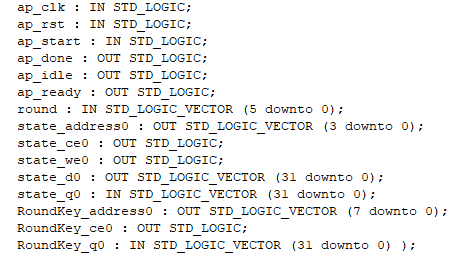 ap_clk : IN STD_LOGIC;
ap_rst : IN STD_LOGIC;
ap_start : IN STD_LOGIC;
ap_done : OUT STD_LOGIC;
ap_idle : OUT STD_LOGIC;
ap_ready : OUT STD_LOGIC;
round : IN STD_LOGIC_VECTOR (5 downto 0);
state_address0 : OUT STD_LOGIC_VECTOR (3 downto 0);
state_ce0 : OUT STD_LOGIC;
state_we0 : OUT STD_LOGIC;
state_d0 : OUT STD_LOGIC_VECTOR (31 downto 0);
state_q0 : IN STD_LOGIC_VECTOR (31 downto 0);
RoundKey_address0 : OUT STD_LOGIC_VECTOR (7 downto 0);
RoundKey_ce0 : OUT STD_LOGIC;
RoundKey_q0 : IN STD_LOGIC_VECTOR (31 downto 0) );